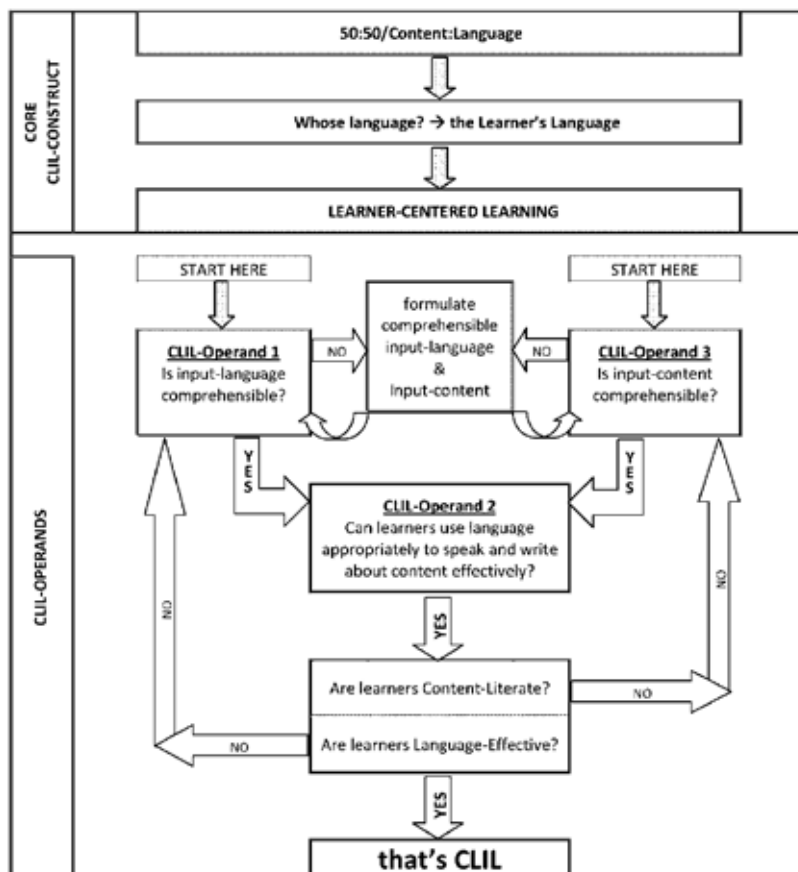 CORE
CLIL-CONSTRUCT
50:50/Content:Language
Whose language? → the Learner's Language
LEARNER-CENTERED LEARNING
CLIL-OPERANDS
START HERE
START HERE
CLIL-Operand 1
Is input-language
comprehensible?
NO
formulate
comprehensible
input-language
&
Input-content
NO
CLIL-Operand 3
Is input-content
comprehensible?
YES
YES
CLIL-Operand 2
Can learners use language
appropriately to speak and write
about content effectively?
NO
NO
YES
Are learners Content-Literate?
NO
Are learners Language-Effective?
NO
YES
that's CLIL